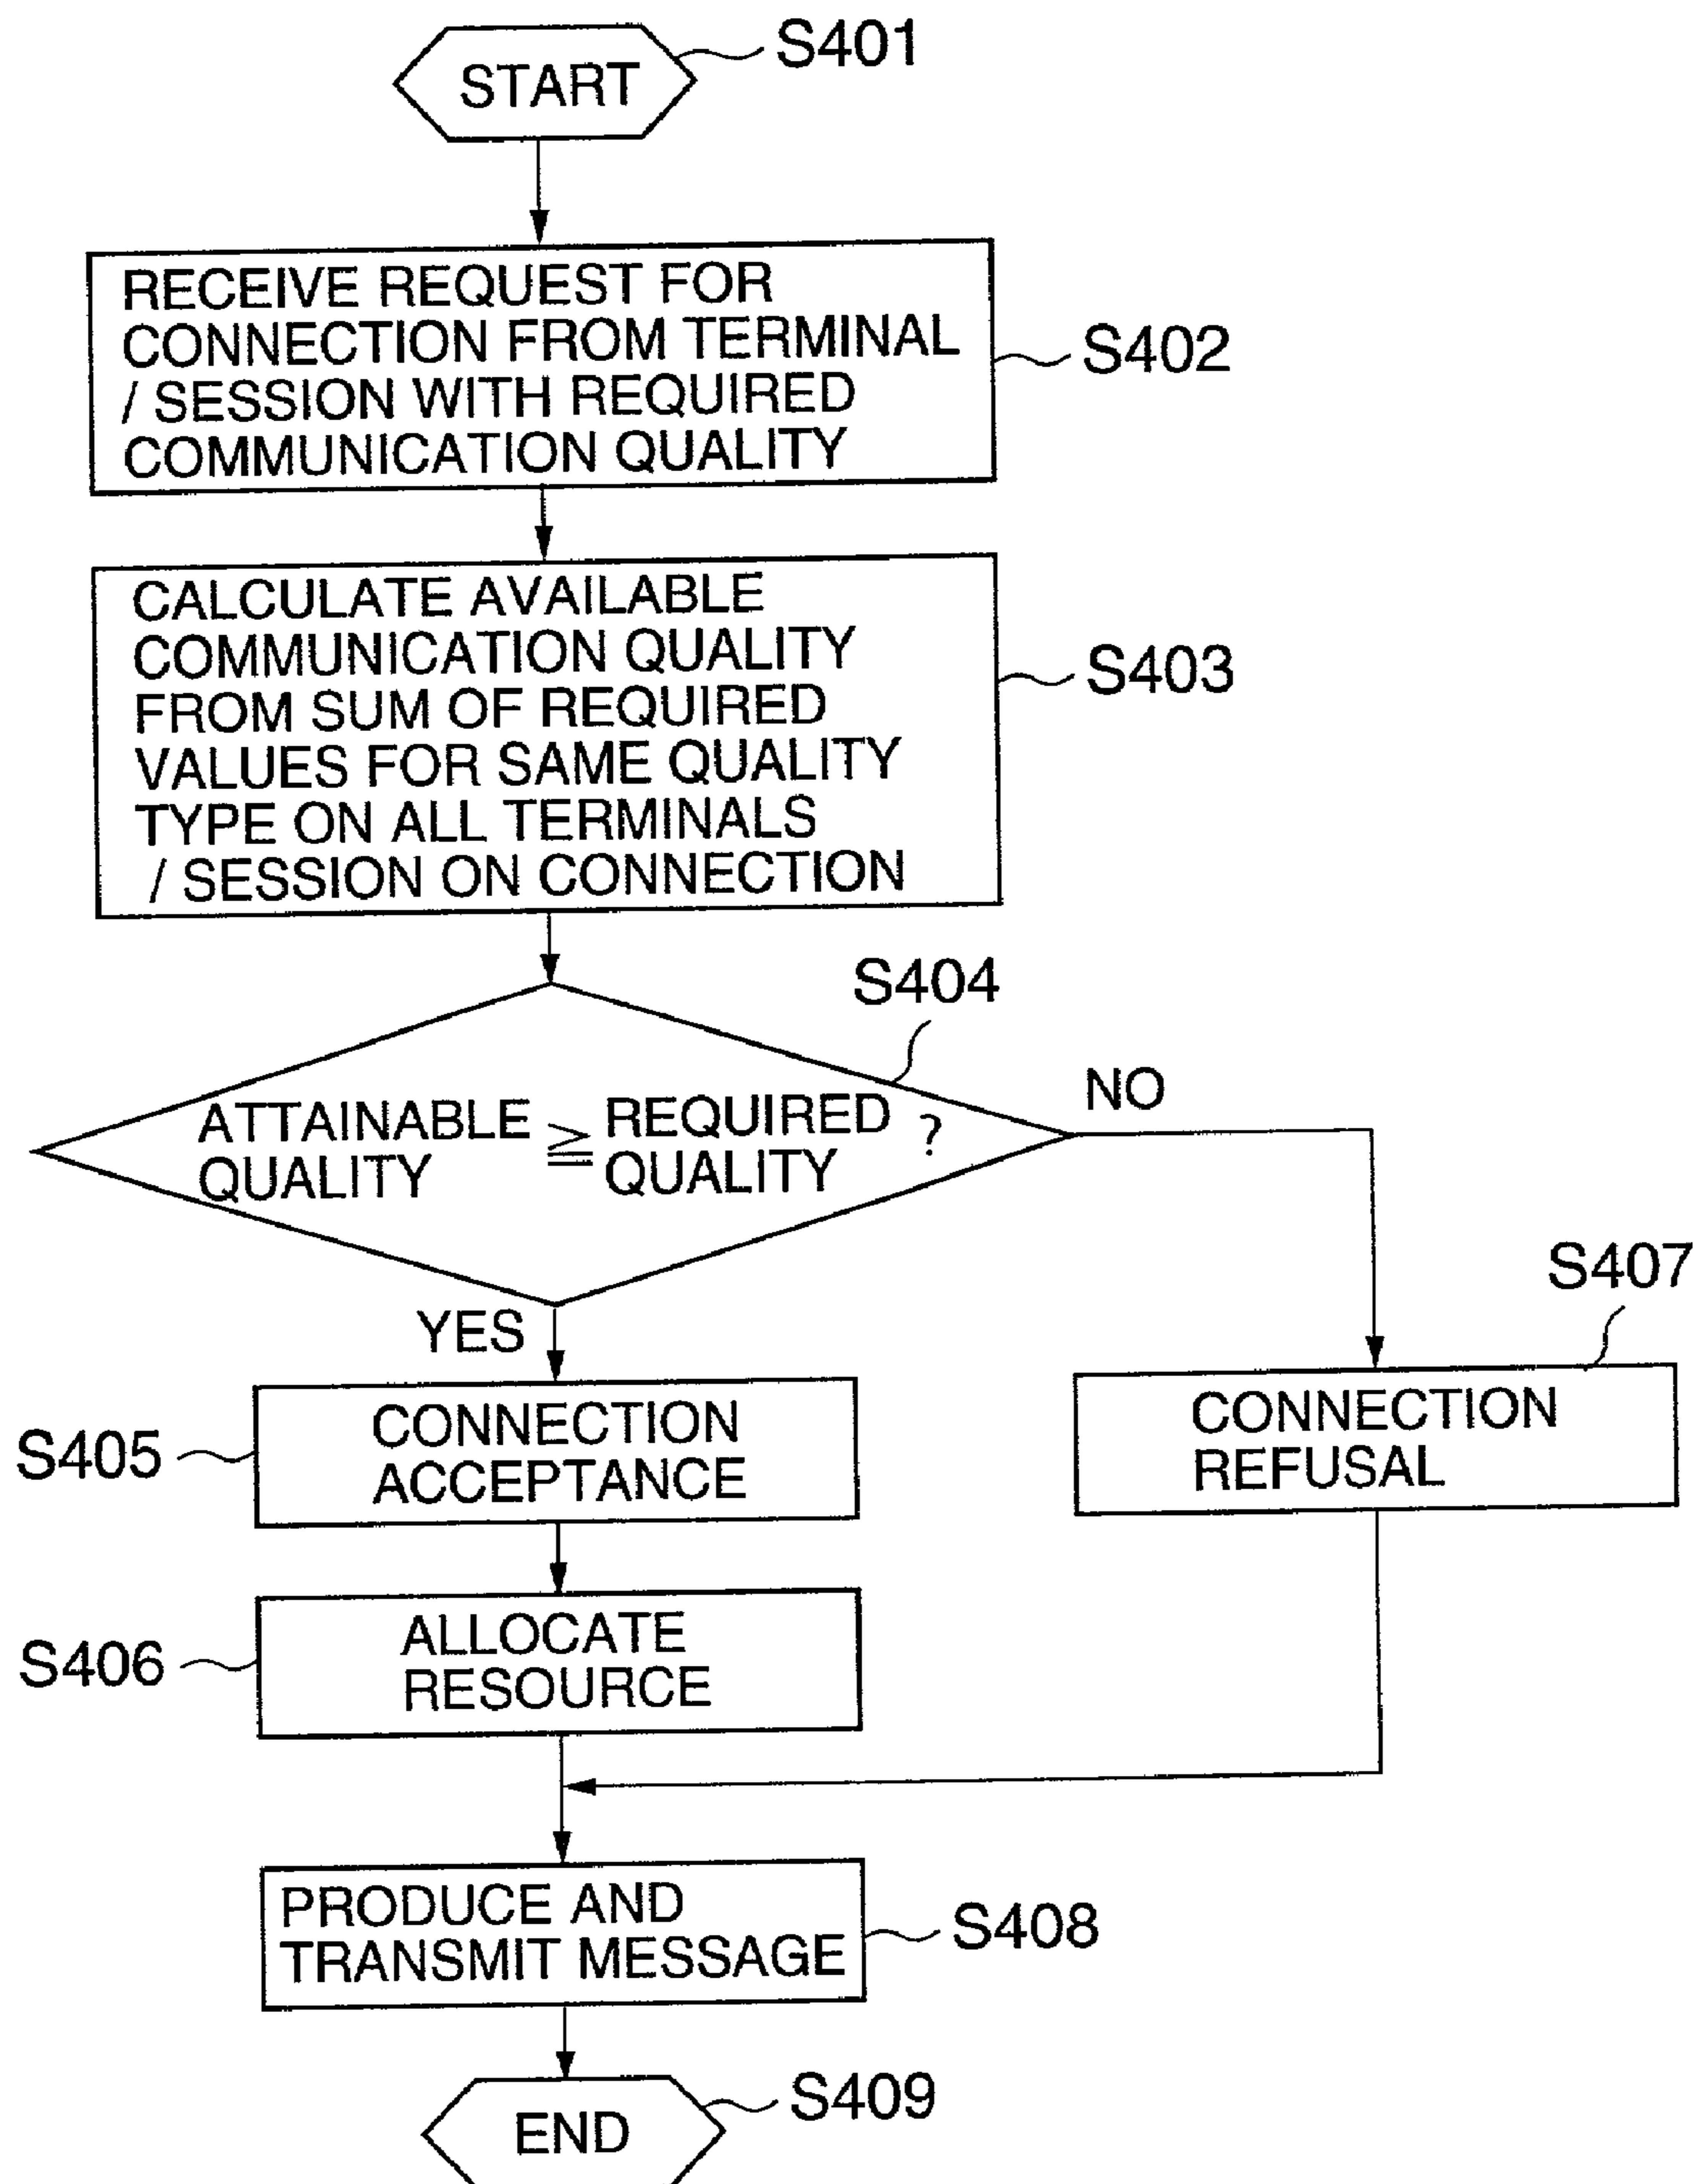 START
S401
RECEIVE REQUEST FOR
CONNECTION FROM TERMINAL
/ SESSION WITH REQUIRED
COMMUNICATION QUALITY
S402
CALCULATE AVAILABLE
COMMUNICATION QUALITY
FROM SUM OF REQUIRED
VALUES FOR SAME QUALITY
TYPE ON ALL TERMINALS
/ SESSION ON CONNECTION
S403
S404
ATTAINABLE
QUALITY
≧
REQUIRED
QUALITY
?
NO
YES
S407
CONNECTION
ACCEPTANCE
S405
CONNECTION
REFUSAL
ALLOCATE
RESOURCE
S406
PRODUCE AND
TRANSMIT MESSAGE
S408
END
S409